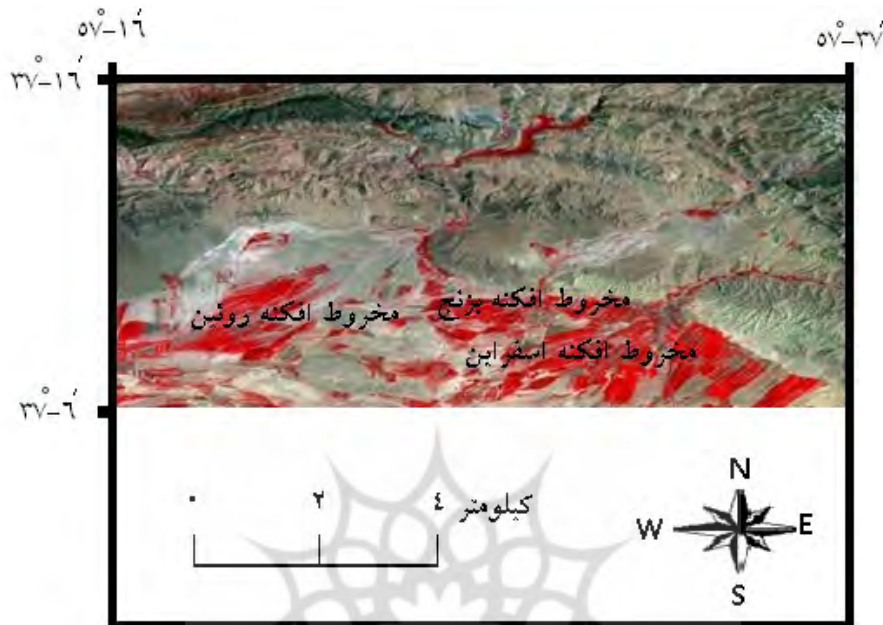 ۵۷°-۱۶′
۵۷°-۳۷′
۳۷°-۱۶′
مخروط افکنه بزنج
مخروط افکنه روئین
مخروط افکنه اسفراین
۳۷°-۶′
۰ ۲ ٤ کیلومتر
N
W E
S